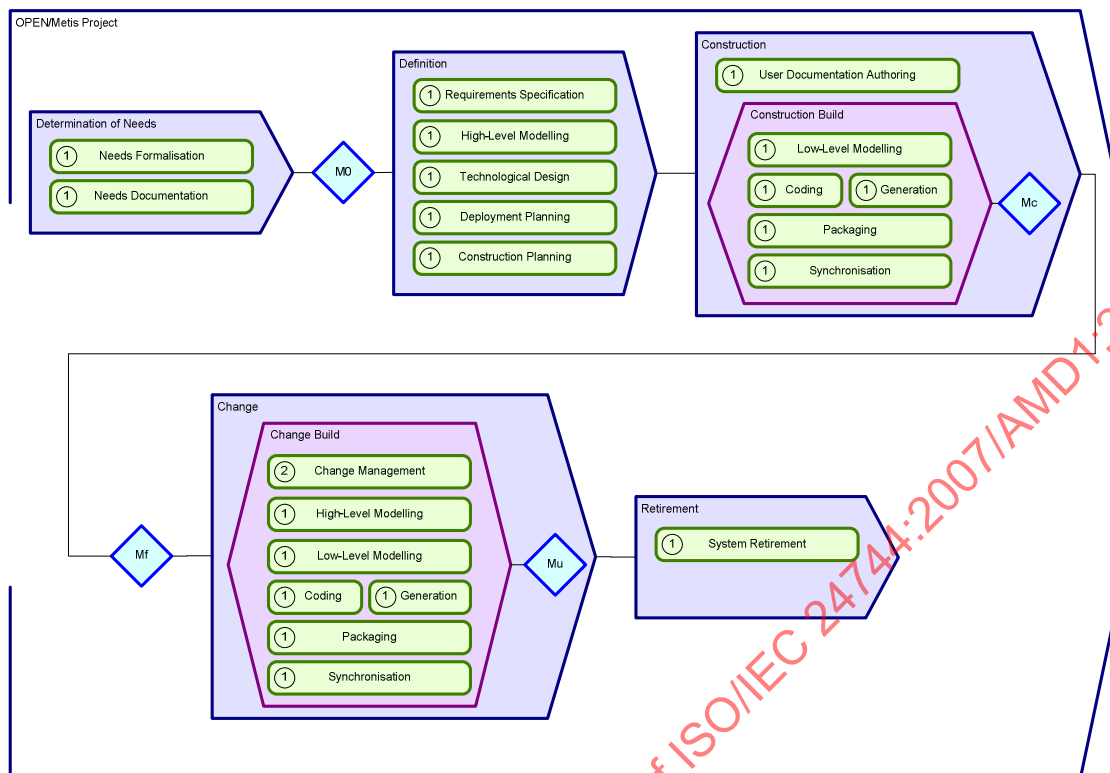 OPEN/Metis Project
Determination of Needs
1 Needs Formalisation
1 Needs Documentation
M0
Definition
1 Requirements Specification
1 High-Level Modelling
1 Technological Design
1 Deployment Planning
1 Construction Planning
Construction
1 User Documentation Authoring
Construction Build
1 Low-Level Modelling
1 Coding
1 Generation
1 Packaging
1 Synchronisation
Mc
Mf
Change
Change Build
2 Change Management
1 High-Level Modelling
1 Low-Level Modelling
1 Coding
1 Generation
1 Packaging
1 Synchronisation
Mu
Retirement
1 System Retirement
of ISO/IEC 24744:2007/AMD1: